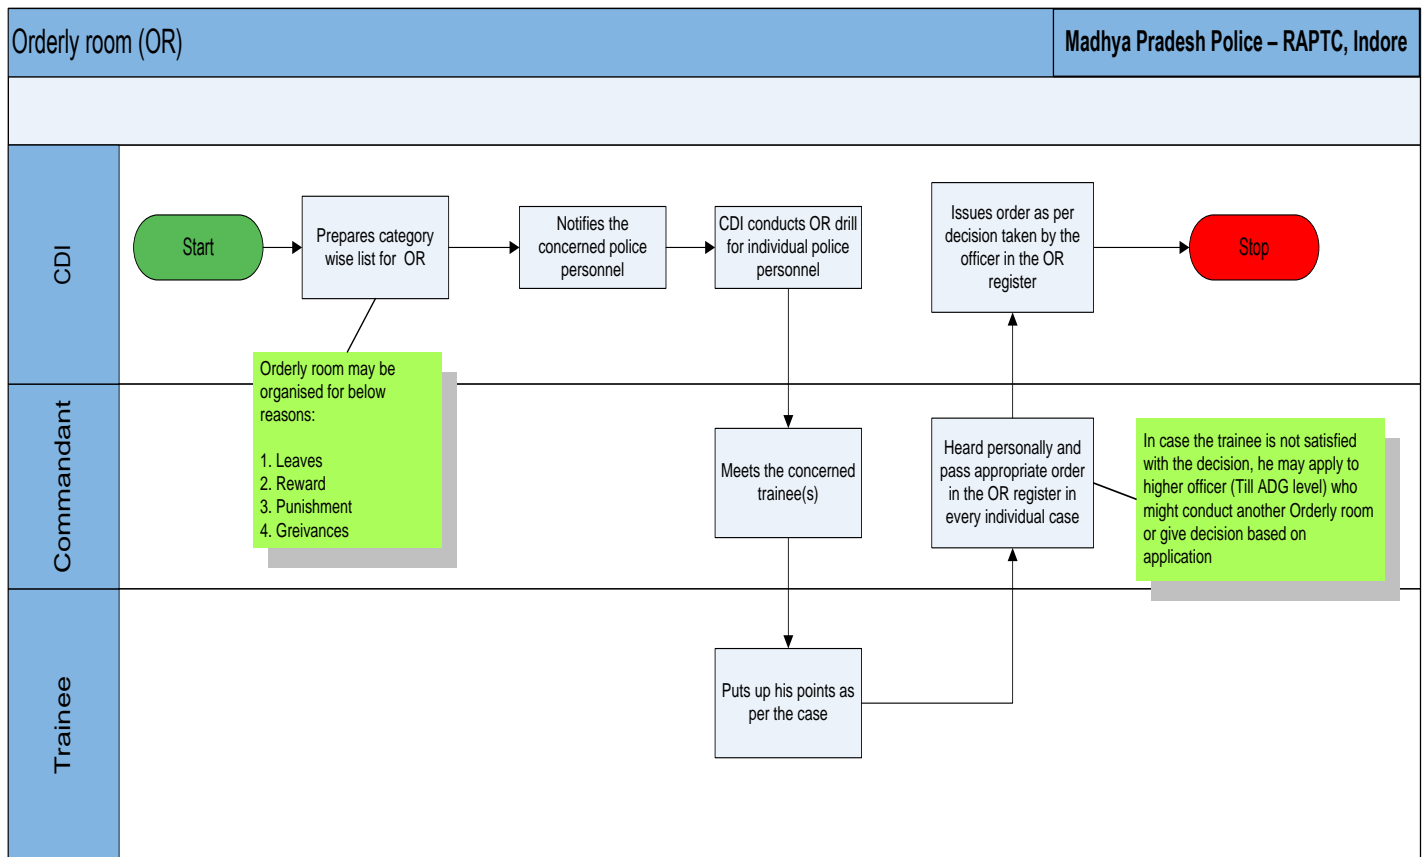 Orderly room (OR)
Madhya Pradesh Police – RAPTC, Indore
CDI
Start
Prepares category
wise list for OR
Notifies the
concerned police
personnel
CDI conducts OR drill
for individual police
personnel
Issues order as per
decision taken by the
officer in the OR
register
Stop
Orderly room may be
organised for below
reasons:
1. Leaves
2. Reward
3. Punishment
4. Greivances
Commandant
Meets the concerned
trainee(s)
Heard personally and
pass appropriate order
in the OR register in
every individual case
In case the trainee is not satisfied
with the decision, he may apply to
higher officer (Till ADG level) who
might conduct another Orderly room
or give decision based on
application
Trainee
Puts up his points as
per the case